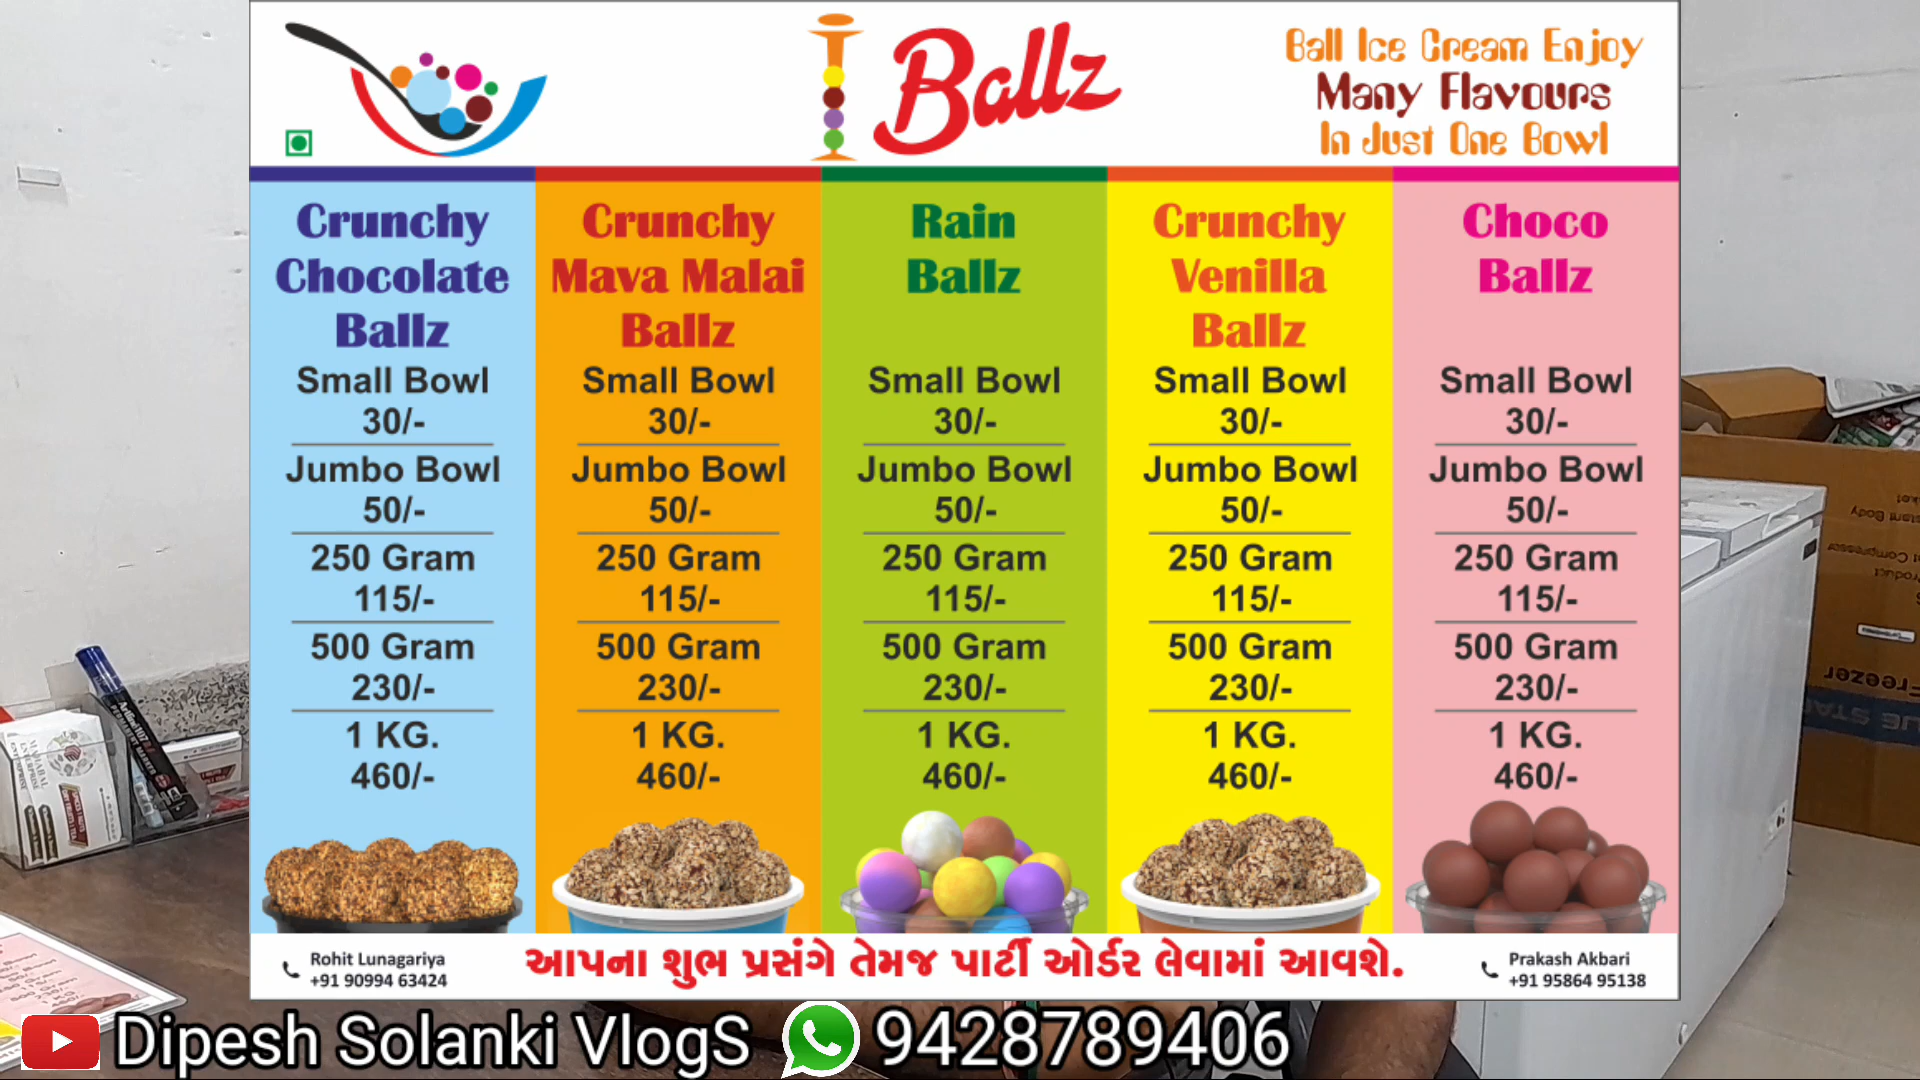 I Ballz
Ball Ice Cream Enjoy
Many Flavours
In Just One Bowl
Crunchy
Chocolate
Ballz
Small Bowl
30/-
Jumbo Bowl
50/-
250 Gram
115/-
500 Gram
230/-
1 KG.
460/-
Crunchy
Mava Malai
Ballz
Small Bowl
30/-
Jumbo Bowl
50/-
250 Gram
115/-
500 Gram
230/-
1 KG.
460/-
Rain
Ballz
Small Bowl
30/-
Jumbo Bowl
50/-
250 Gram
115/-
500 Gram
230/-
1 KG.
460/-
Crunchy
Venilla
Ballz
Small Bowl
30/-
Jumbo Bowl
50/-
250 Gram
115/-
500 Gram
230/-
1 KG.
460/-
Choco
Ballz
Small Bowl
30/-
Jumbo Bowl
50/-
250 Gram
115/-
500 Gram
230/-
1 KG.
460/-
Rohit Lunagariya
+91 90994 63424
આપના શુભ પ્રસંગે તેમજ પાર્ટી ઓર્ડર લેવામાં આવશે.
Prakash Akbari
+91 95864 95138
Dipesh Solanki VlogS 9428789406
MAHABAL
ENTERPRISE
Freezer